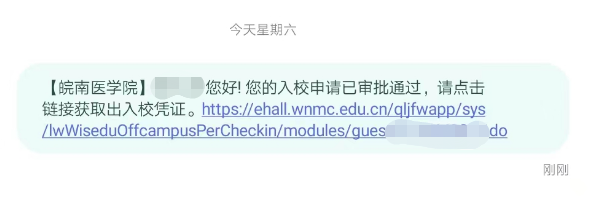 今天星期六
【皖南医学院】 您好! 您的入校申请已审批通过，请点击
链接获取出入校凭证。https://ehall.wnmc.edu.cn/qljfwapp/sys
/lwWiseduOffcampusPerCheckin/modules/gues do
刚刚